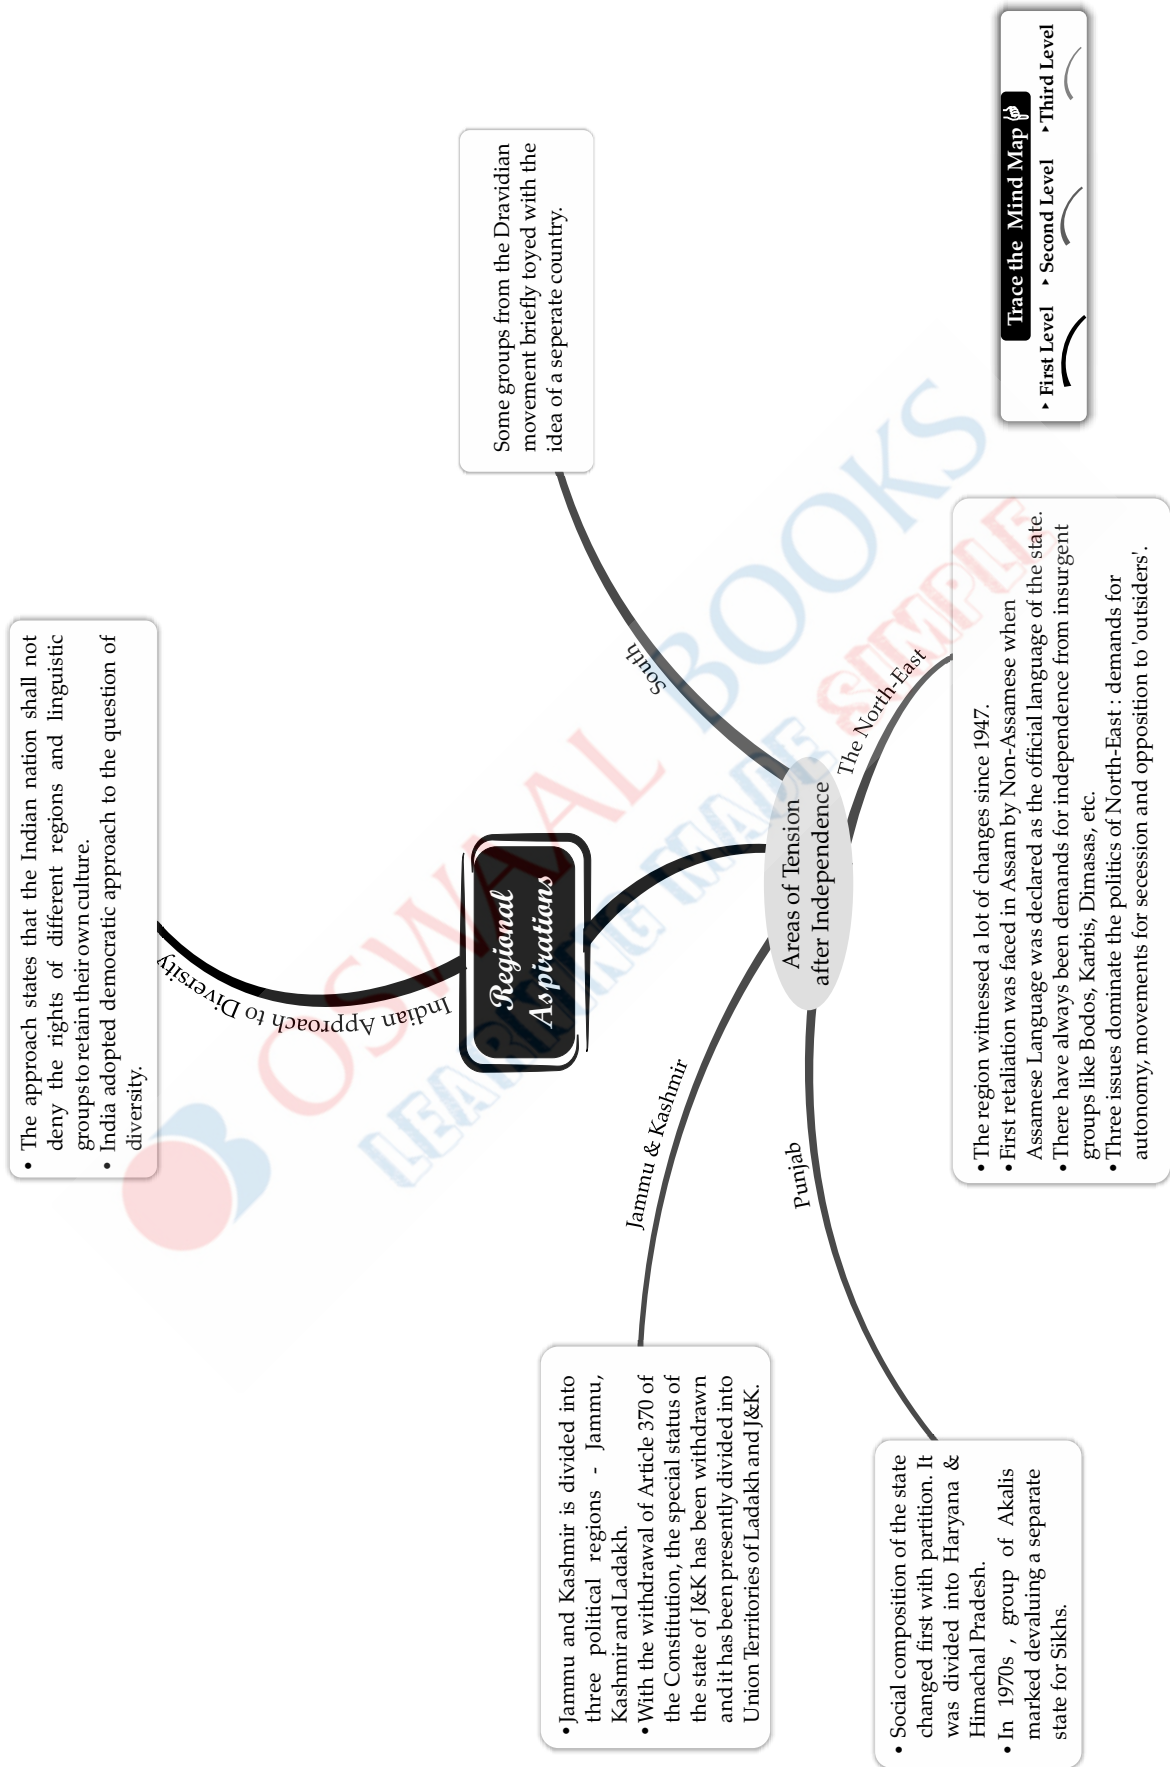 Regional
Aspirations
Indian Approach to Diversity
• The approach states that the Indian nation shall not
deny the rights of different regions and linguistic
groups to retain their own culture.
• India adopted democratic approach to the question of
diversity.
Areas of Tension
after Independence
South
Some groups from the Dravidian
movement briefly toyed with the
idea of a seperate country.
Jammu & Kashmir
• Jammu and Kashmir is divided into
three political regions - Jammu,
Kashmir and Ladakh.
• With the withdrawal of Article 370 of
the Constitution, the special status of
the state of J&K has been withdrawn
and it has been presently divided into
Union Territories of Ladakh and J&K.
Punjab
• Social composition of the state
changed first with partition. It
was divided into Haryana &
Himachal Pradesh.
• In 1970s , group of Akalis
marked devaluing a separate
state for Sikhs.
The North-East
• The region witnessed a lot of changes since 1947.
• First retaliation was faced in Assam by Non-Assamese when
Assamese Language was declared as the official language of the state.
• There have always been demands for independence from insurgent
groups like Bodos, Karbis, Dimasas, etc.
• Three issues dominate the politics of North-East : demands for
autonomy, movements for secession and opposition to 'outsiders'.
Trace the Mind Map
▸ First Level ▸ Second Level ▸ Third Level
OSWAAL BOOKS
LEARNING MADE SIMPLE